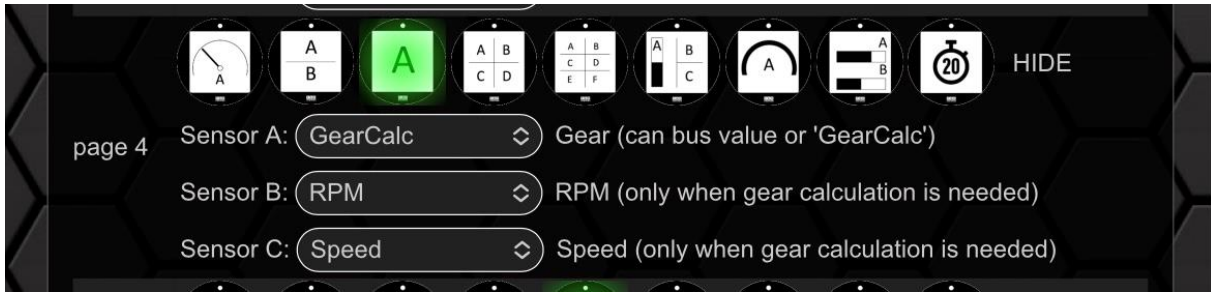 A
A
B
A
A B
C D
A B
C D
E F
A B
C
A
A
B
20
HIDE
page 4
Sensor A: GearCalc Gear (can bus value or 'GearCalc')
Sensor B: RPM RPM (only when gear calculation is needed)
Sensor C: Speed Speed (only when gear calculation is needed)